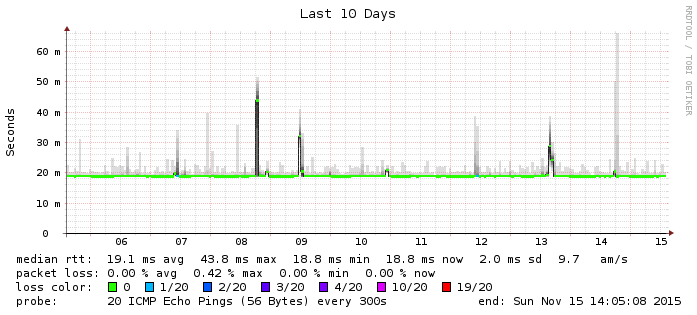 Last 10 Days
RRDTOOL / TOBI OETIKER
Seconds
60 m
50 m
40 m
30 m
20 m
10 m
0
06 07 08 09 10 11 12 13 14 15
median rtt: 19.1 ms avg 43.8 ms max 18.8 ms min 18.8 ms now 2.0 ms sd 9.7 am/s
packet loss: 0.00 % avg 0.42 % max 0.00 % min 0.00 % now
loss color: 0 1/20 2/20 3/20 4/20 10/20 19/20
probe: 20 ICMP Echo Pings (56 Bytes) every 300s end: Sun Nov 15 14:05:08 2015